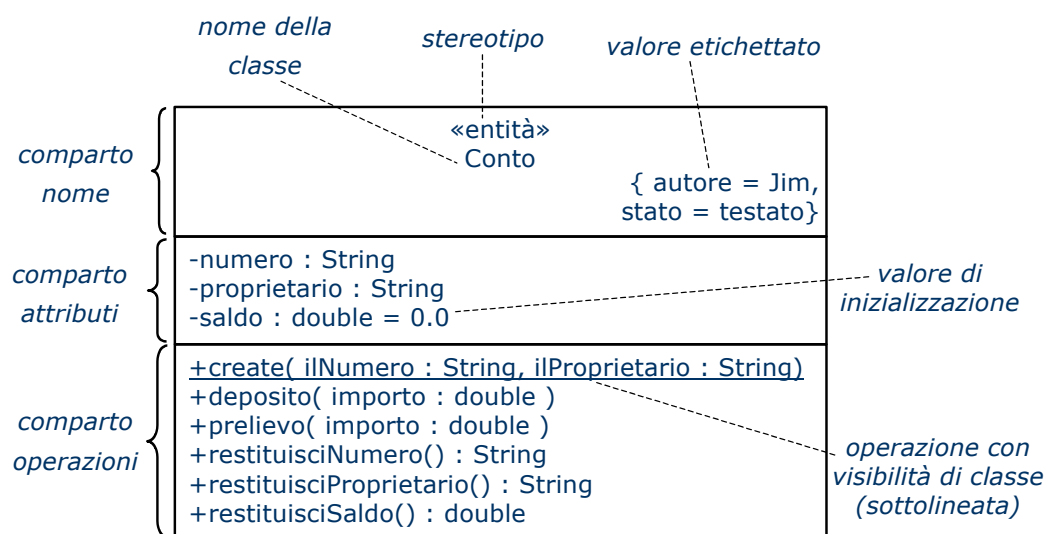 nome della
classe
stereotipo
valore etichettato
«entità»
Conto
{ autore = Jim,
stato = testato}
comparto
nome
-numero : String
-proprietario : String
-saldo : double = 0.0
comparto
attributi
valore di
inizializzazione
+create( ilNumero : String, ilProprietario : String)
+deposito( importo : double )
+prelievo( importo : double )
+restituisciNumero() : String
+restituisciProprietario() : String
+restituisciSaldo() : double
comparto
operazioni
operazione con
visibilità di classe
(sottolineata)